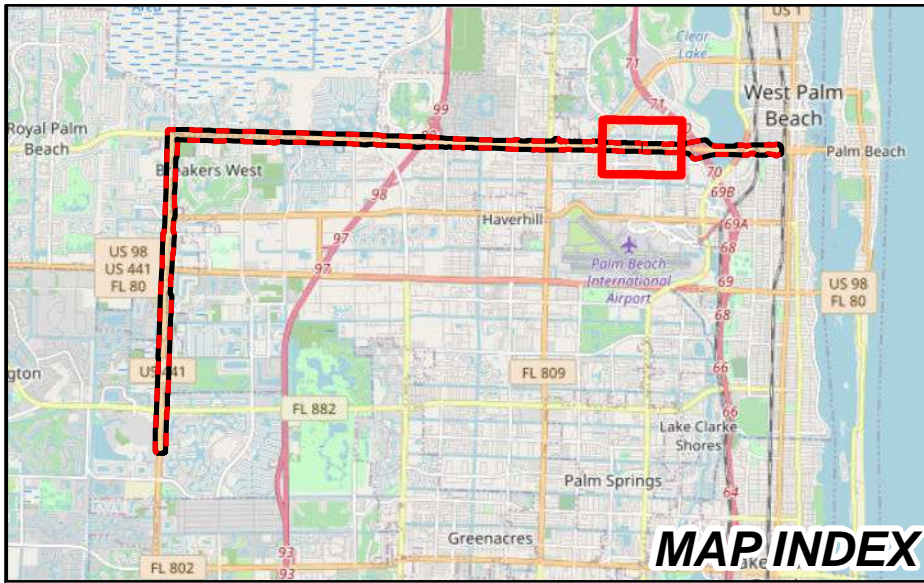 Area
US 1
Clear
Lake
71
99
71
West Palm
Beach
Royal Palm
Beach
Palm Beach
Breakers West
70
98
69B
Haverhill
69A
97
68
US 98
US 441
FL 80
97
Palm Beach
International
Airport
69
US 98
FL 80
68
gton
US 441
FL 809
66
FL 882
66
Lake Clarke
Shores
Palm Springs
64
Greenacres
93
93
FL 802
Lake
MAP INDEX